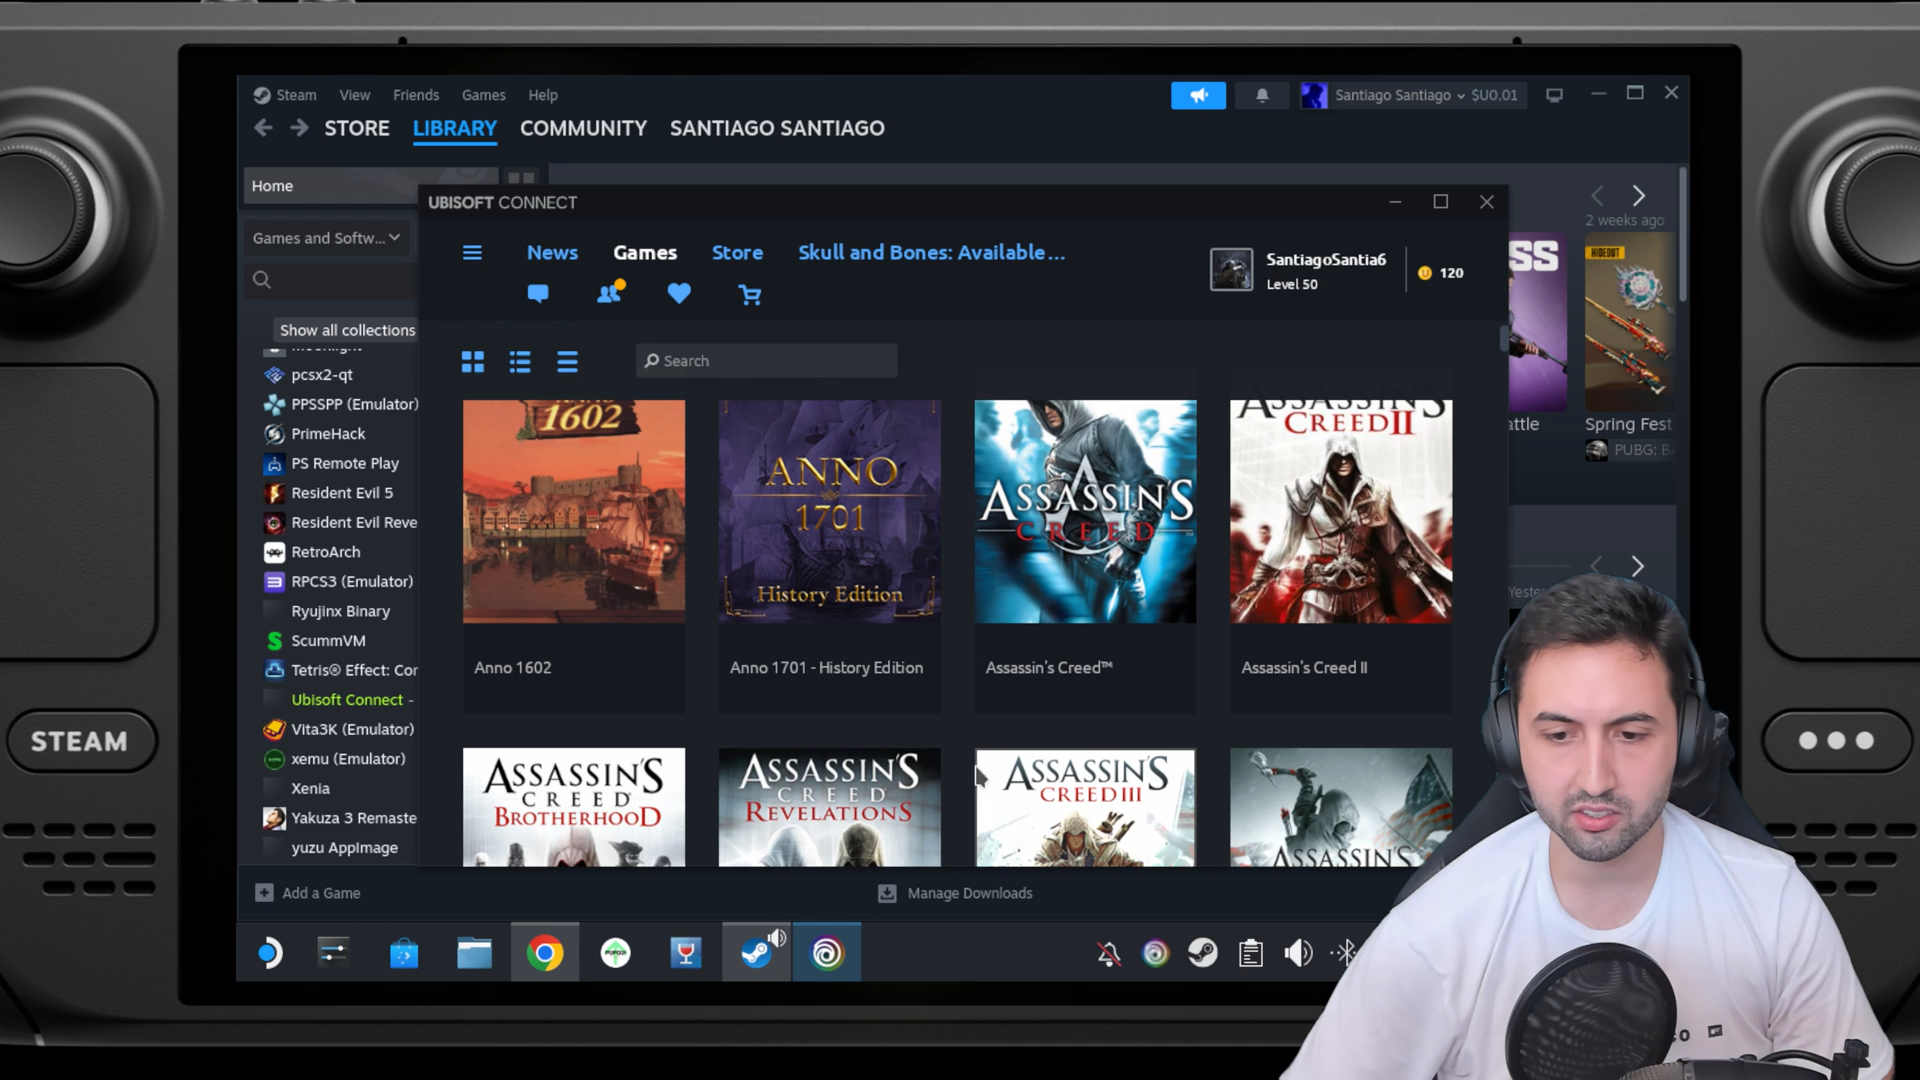 Steam View Friends Games Help
Santiago Santiago $U0,01
STORE LIBRARY COMMUNITY SANTIAGO SANTIAGO
Home
Games and Softw...
Show all collections
pcsx2-qt
PPSSPP (Emulator)
PrimeHack
PS Remote Play
Resident Evil 5
Resident Evil Reve
RetroArch
RPCS3 (Emulator)
Ryujinx Binary
ScummVM
Tetris® Effect: Cor
Ubisoft Connect -
Vita3K (Emulator)
xemu (Emulator)
Xenia
Yakuza 3 Remaste
yuzu AppImage
UBISOFT CONNECT
News Games Store Skull and Bones: Available...
SantiagoSantia6
Level 50
120
Search
1602
ANNO
1701
History Edition
ASSASSIN'S
CREED
ASSASSIN'S
CREED II
Anno 1602
Anno 1701 - History Edition
Assassin's Creed™
Assassin's Creed II
ASSASSIN'S
CREED
BROTHERHOOD
ASSASSIN'S
CREED
REVELATIONS
ASSASSIN'S
CREED III
ASSASSIN'S
2 weeks ago
SS
HIDEOUT
attle
Spring Fest
PUBG: BA
Yester
Add a Game
Manage Downloads
STEAM